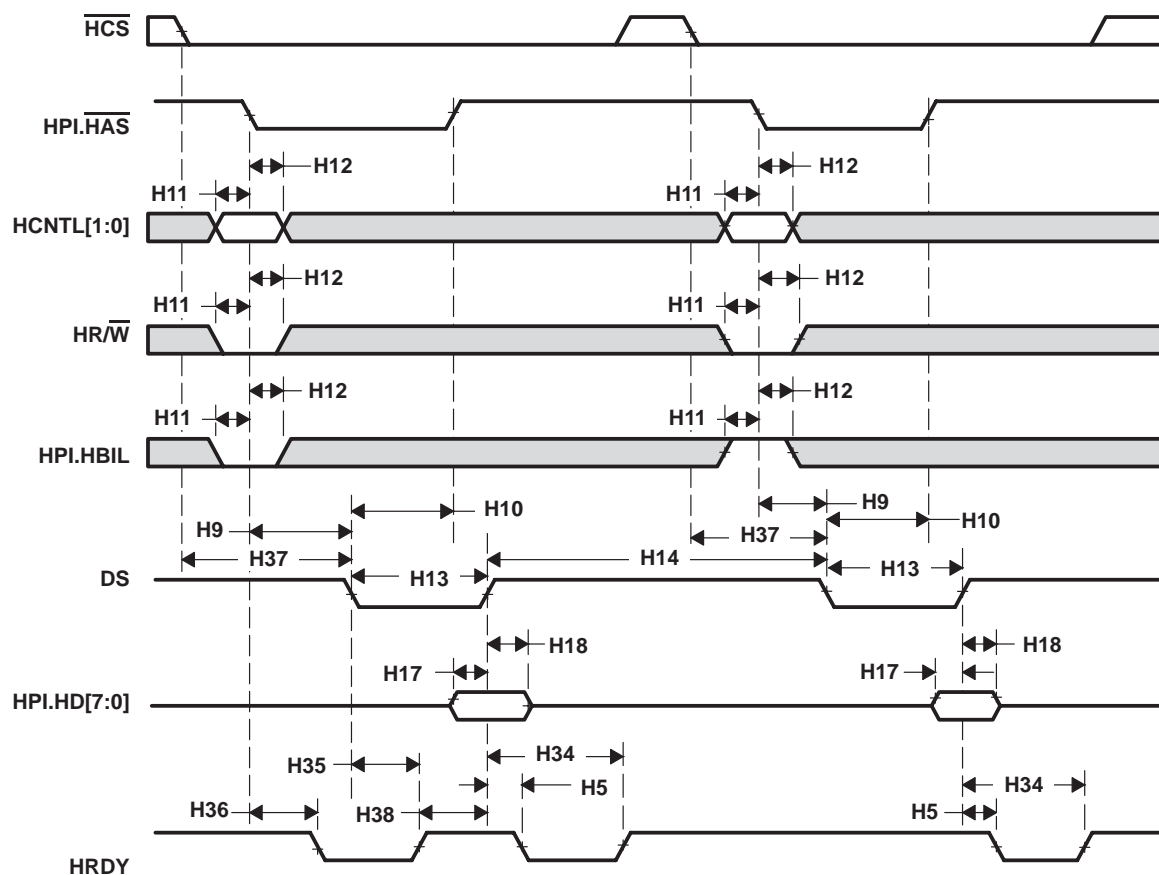 HCS
HPI.HAS
H12 H12
H11 H11
HCNTL[1:0]
H12 H12
H11 H11
HR/W
H12 H12
H11 H11
HPI.HBIL
H9 H10 H9 H10
H37 H14 H37
DS H13 H13
H18 H18
H17 H17
HPI.HD[7:0]
H34
H35 H5 H34
H36 H38 H5
HRDY